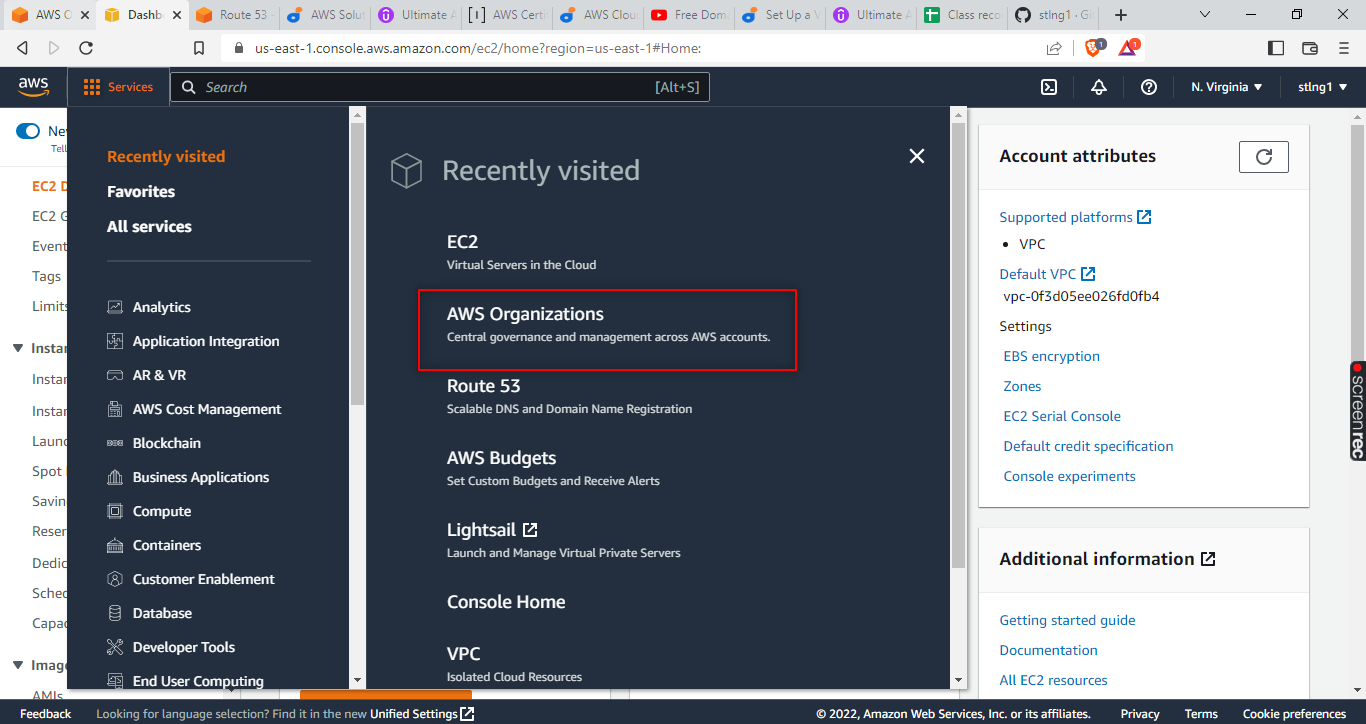 AWS C
Dashb
Route 53 -
AWS Solut
Ultimate A
AWS Certi
AWS Clou
Free Doma
Set Up a V
Ultimate A
Class reco
stlng1 · Gi
us-east-1.console.aws.amazon.com/ec2/home?region=us-east-1#Home:
1
1
aws
Services
Search
[Alt+S]
N. Virginia
stlng1
New
Tell
EC2 D
EC2 G
Event
Tags
Limits
Instan
Instan
Instan
Launc
Spot
Saving
Reser
Dedic
Sched
Capac
Image
AMIs
Recently visited
Favorites
All services
Analytics
Application Integration
AR & VR
AWS Cost Management
Blockchain
Business Applications
Compute
Containers
Customer Enablement
Database
Developer Tools
End User Computing
Recently visited
EC2
Virtual Servers in the Cloud
AWS Organizations
Central governance and management across AWS accounts.
Route 53
Scalable DNS and Domain Name Registration
AWS Budgets
Set Custom Budgets and Receive Alerts
Lightsail
Launch and Manage Virtual Private Servers
Console Home
VPC
Isolated Cloud Resources
Account attributes
Supported platforms
• VPC
Default VPC
vpc-0f3d05ee026fd0fb4
Settings
EBS encryption
Zones
EC2 Serial Console
Default credit specification
Console experiments
Additional information
Getting started guide
Documentation
All EC2 resources
screenrec
Feedback
Looking for language selection? Find it in the new Unified Settings
© 2022, Amazon Web Services, Inc. or its affiliates.
Privacy
Terms
Cookie preferences